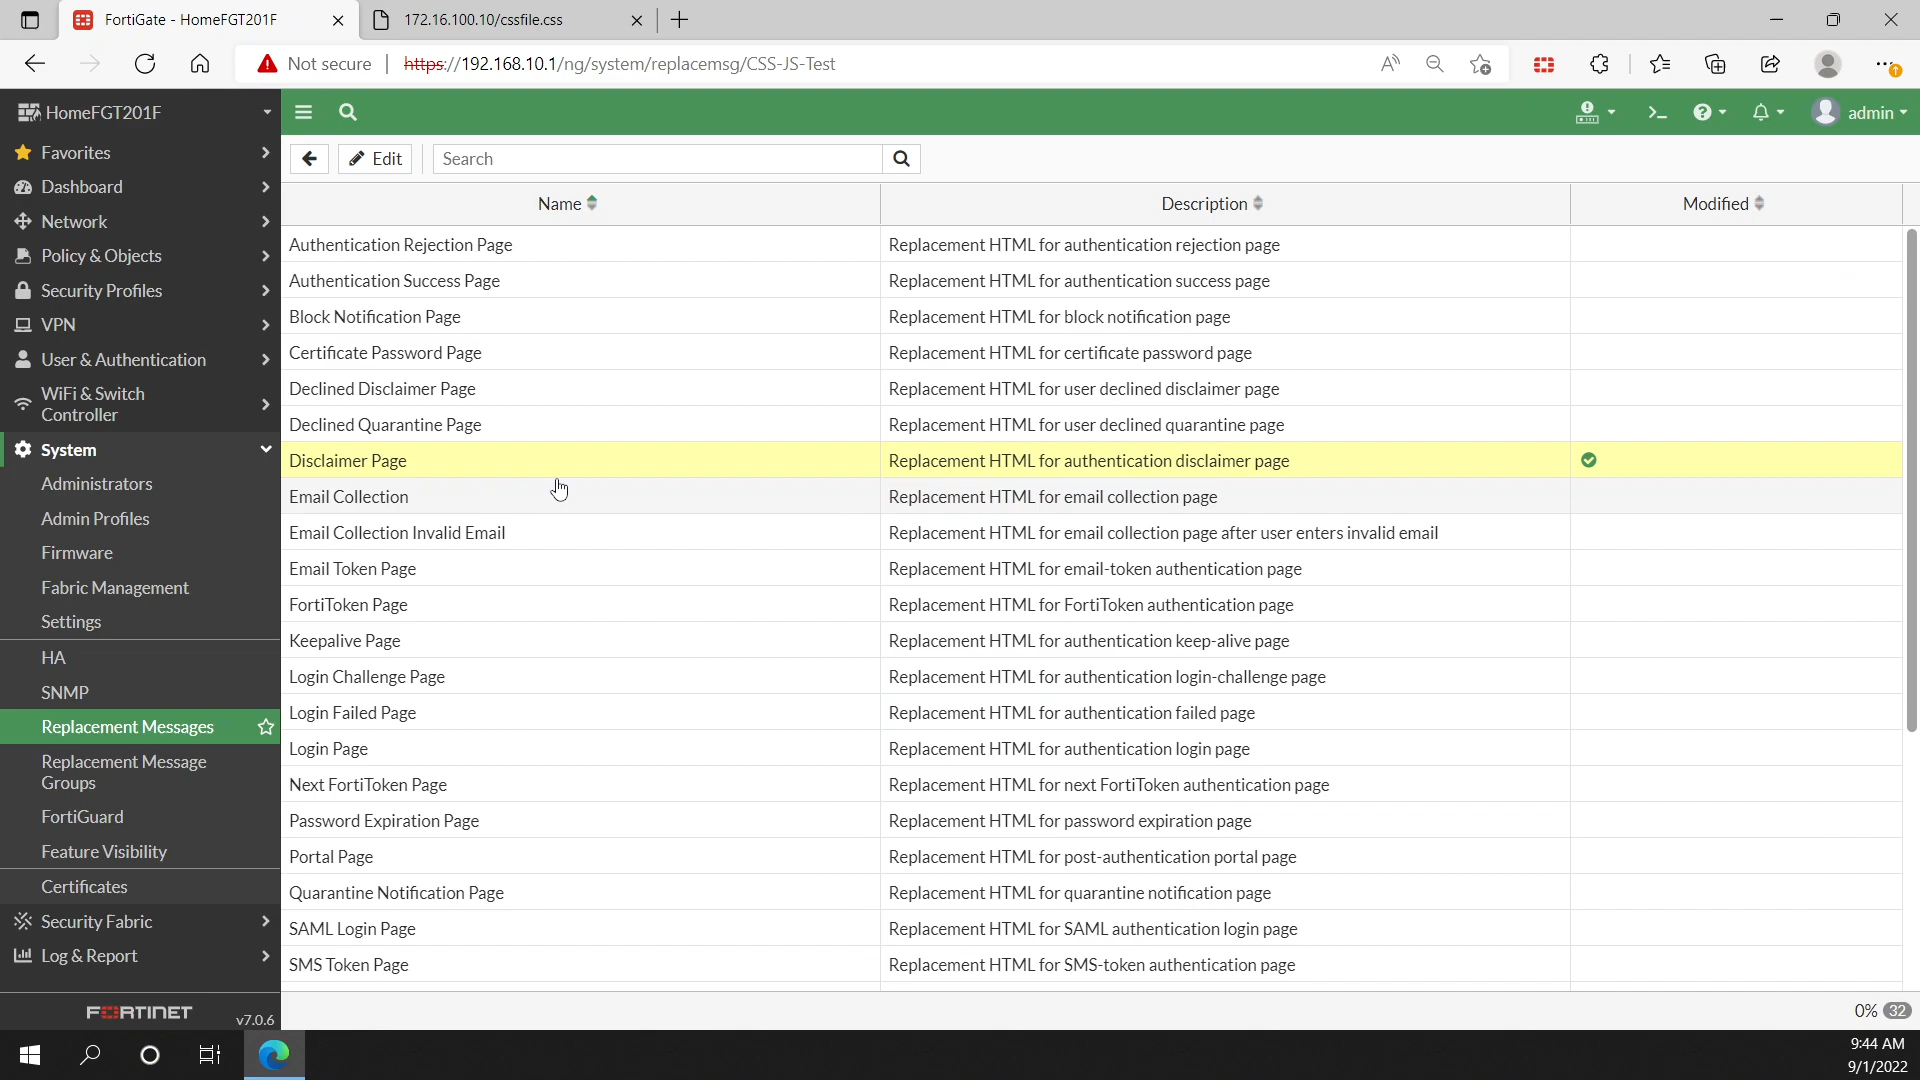 FortiGate - HomeFGT201F
172.16.100.10/cssfile.css
Not secure
https://192.168.10.1/ng/system/replacemsg/CSS-JS-Test
HomeFGT201F
admin
Favorites
Dashboard
Network
Policy & Objects
Security Profiles
VPN
User & Authentication
WiFi & Switch
Controller
System
Administrators
Admin Profiles
Firmware
Fabric Management
Settings
HA
SNMP
Replacement Messages
Replacement Message
Groups
FortiGuard
Feature Visibility
Certificates
Security Fabric
Log & Report
FORTINET
v7.0.6
Edit
Search
Name Description Modified
Authentication Rejection Page Replacement HTML for authentication rejection page
Authentication Success Page Replacement HTML for authentication success page
Block Notification Page Replacement HTML for block notification page
Certificate Password Page Replacement HTML for certificate password page
Declined Disclaimer Page Replacement HTML for user declined disclaimer page
Declined Quarantine Page Replacement HTML for user declined quarantine page
Disclaimer Page Replacement HTML for authentication disclaimer page
Email Collection Replacement HTML for email collection page
Email Collection Invalid Email Replacement HTML for email collection page after user enters invalid email
Email Token Page Replacement HTML for email-token authentication page
FortiToken Page Replacement HTML for FortiToken authentication page
Keepalive Page Replacement HTML for authentication keep-alive page
Login Challenge Page Replacement HTML for authentication login-challenge page
Login Failed Page Replacement HTML for authentication failed page
Login Page Replacement HTML for authentication login page
Next FortiToken Page Replacement HTML for next FortiToken authentication page
Password Expiration Page Replacement HTML for password expiration page
Portal Page Replacement HTML for post-authentication portal page
Quarantine Notification Page Replacement HTML for quarantine notification page
SAML Login Page Replacement HTML for SAML authentication login page
SMS Token Page Replacement HTML for SMS-token authentication page
0% 32
9:44 AM
9/1/2022